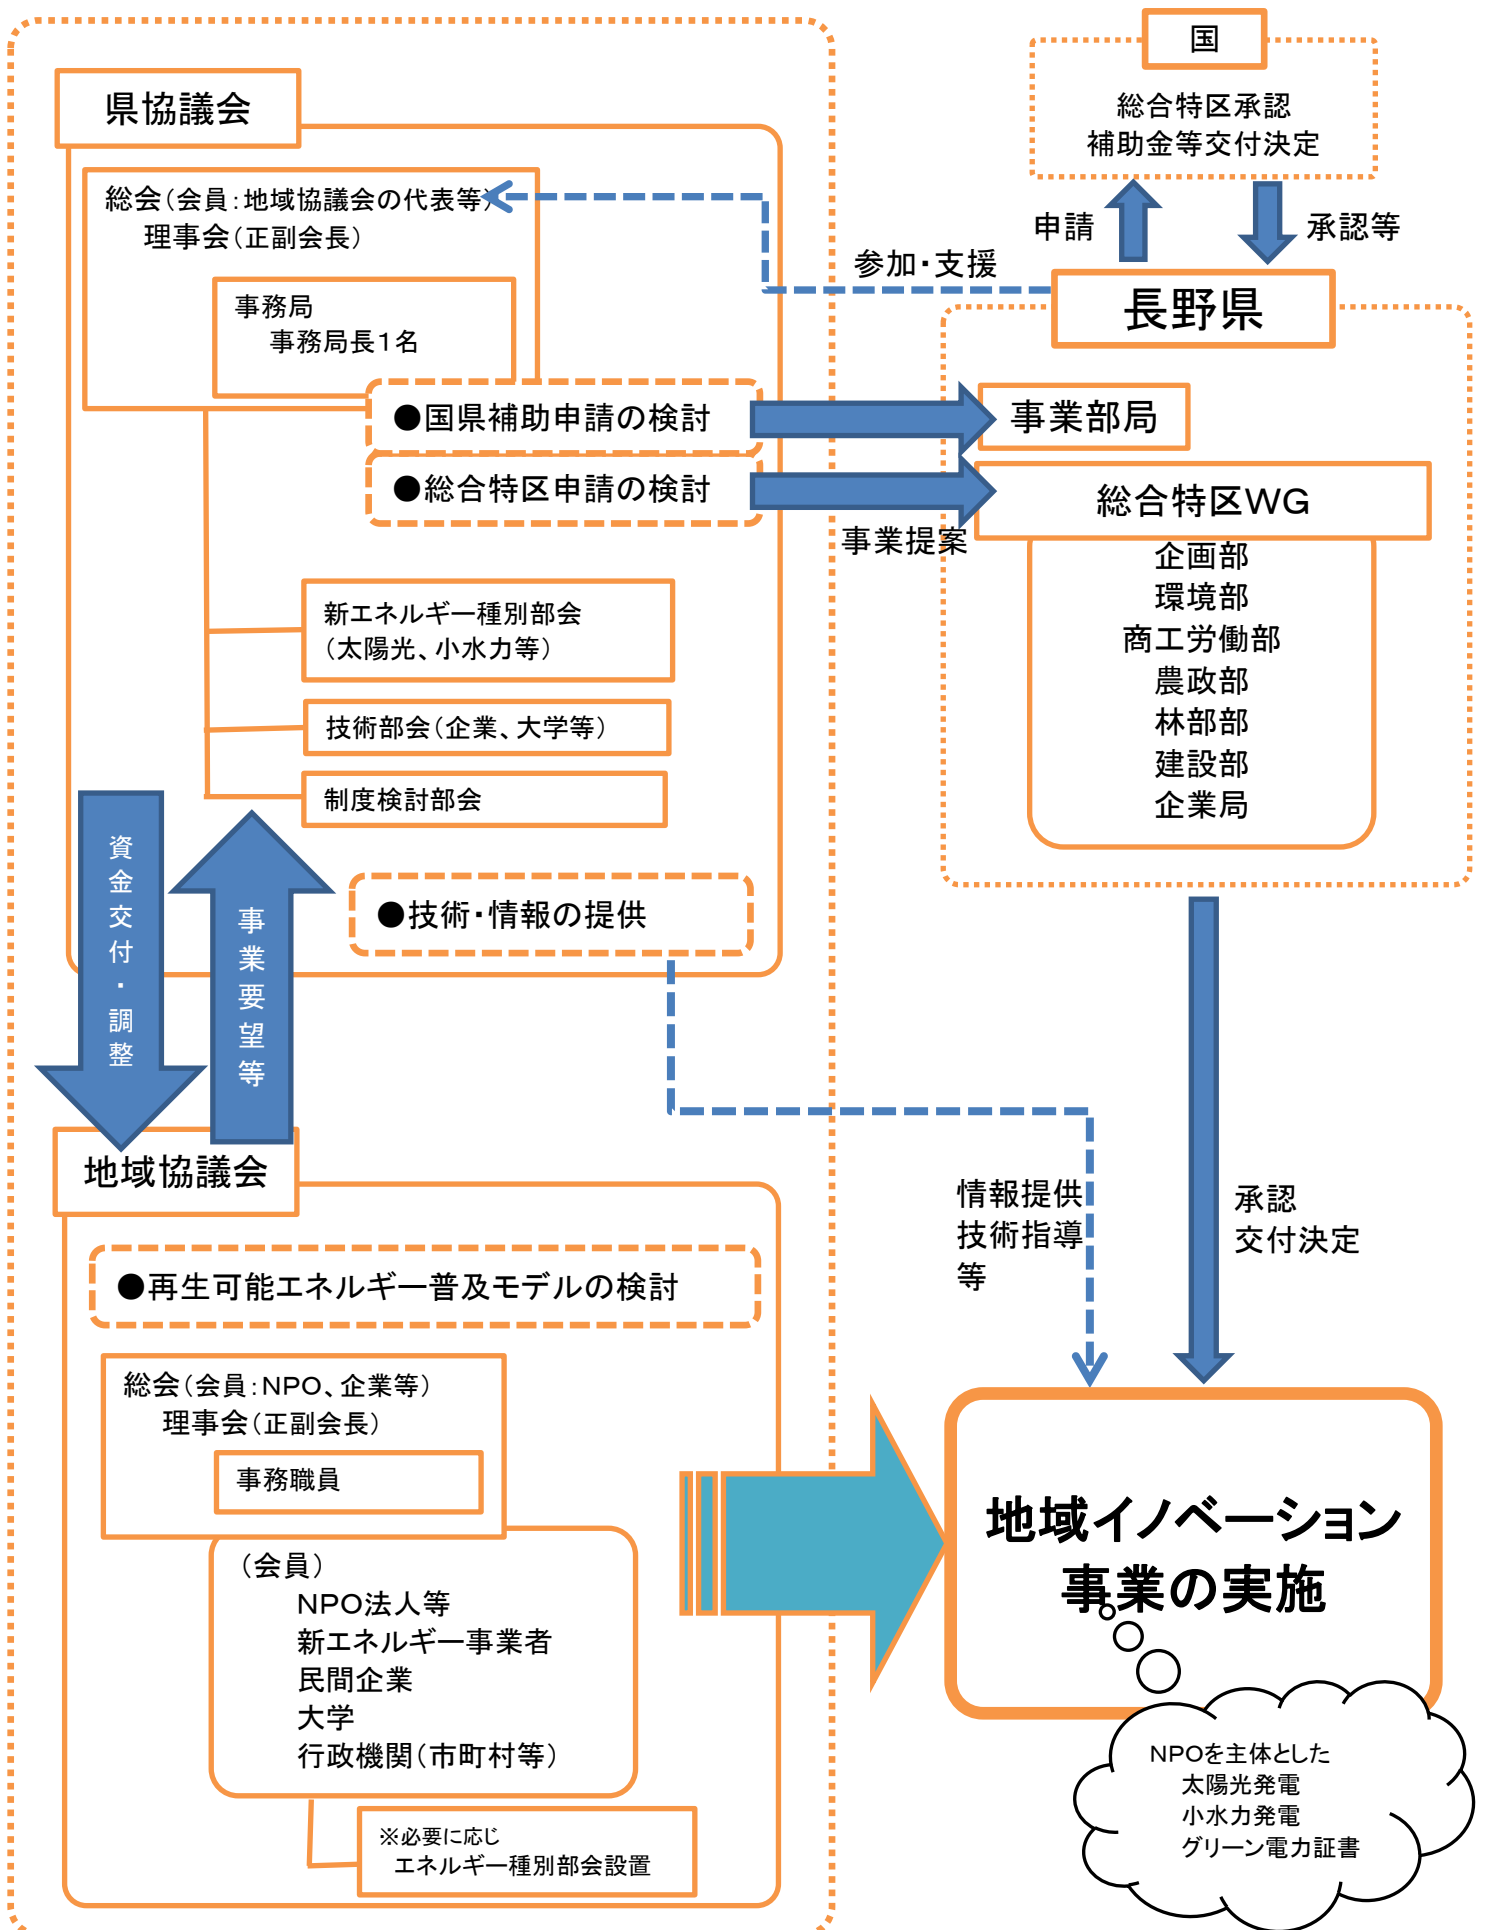 国
総合特区承認
補助金等交付決定
申請
承認等
県協議会
総会（会員：地域協議会の代表等）
理事会（正副会長）
事務局
事務局長１名
参加・支援
長野県
●国県補助申請の検討
●総合特区申請の検討
事業提案
事業部局
総合特区WG
企画部
環境部
商工労働部
農政部
林部部
建設部
企業局
新エネルギー種別部会
（太陽光、小水力等）
技術部会（企業、大学等）
制度検討部会
資金交付・調整
事業要望等
●技術・情報の提供
地域協議会
●再生可能エネルギー普及モデルの検討
総会（会員：NPO、企業等）
理事会（正副会長）
事務職員
（会員）
NPO法人等
新エネルギー事業者
民間企業
大学
行政機関（市町村等）
※必要に応じ
エネルギー種別部会設置
情報提供
技術指導
等
承認
交付決定
地域イノベーション
事業の実施
NPOを主体とした
太陽光発電
小水力発電
グリーン電力証書